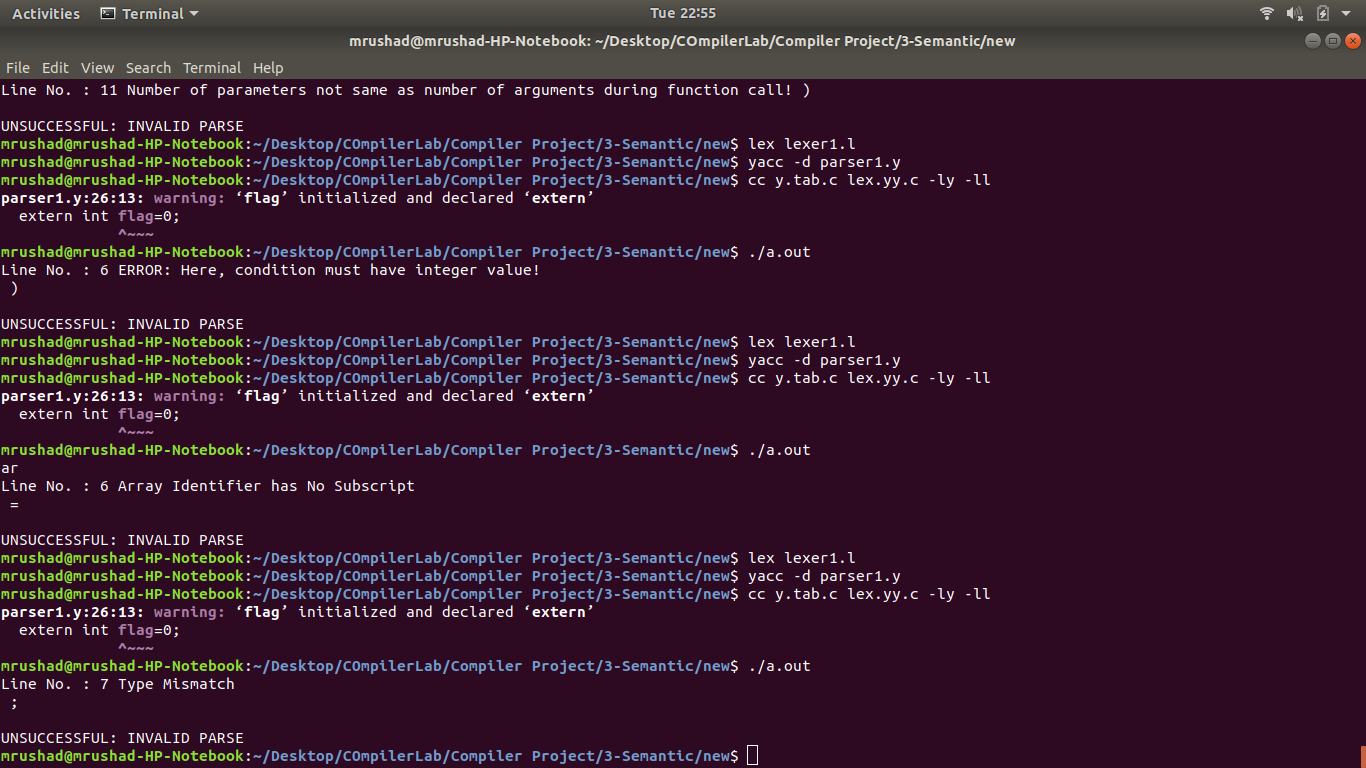 Activities Terminal Tue 22:55
mrushad@mrushad-HP-Notebook: ~/Desktop/COmpilerLab/Compiler Project/3-Semantic/new
File Edit View Search Terminal Help
Line No. : 11 Number of parameters not same as number of arguments during function call! )
UNSUCCESSFUL: INVALID PARSE
mrushad@mrushad-HP-Notebook:~/Desktop/COmpilerLab/Compiler Project/3-Semantic/new$ lex lexer1.l
mrushad@mrushad-HP-Notebook:~/Desktop/COmpilerLab/Compiler Project/3-Semantic/new$ yacc -d parser1.y
mrushad@mrushad-HP-Notebook:~/Desktop/COmpilerLab/Compiler Project/3-Semantic/new$ cc y.tab.c lex.yy.c -ly -ll
parser1.y:26:13: warning: ‘flag’ initialized and declared ‘extern’
  extern int flag=0;
             ^~~~
mrushad@mrushad-HP-Notebook:~/Desktop/COmpilerLab/Compiler Project/3-Semantic/new$ ./a.out
Line No. : 6 ERROR: Here, condition must have integer value!
 )
UNSUCCESSFUL: INVALID PARSE
mrushad@mrushad-HP-Notebook:~/Desktop/COmpilerLab/Compiler Project/3-Semantic/new$ lex lexer1.l
mrushad@mrushad-HP-Notebook:~/Desktop/COmpilerLab/Compiler Project/3-Semantic/new$ yacc -d parser1.y
mrushad@mrushad-HP-Notebook:~/Desktop/COmpilerLab/Compiler Project/3-Semantic/new$ cc y.tab.c lex.yy.c -ly -ll
parser1.y:26:13: warning: ‘flag’ initialized and declared ‘extern’
  extern int flag=0;
             ^~~~
mrushad@mrushad-HP-Notebook:~/Desktop/COmpilerLab/Compiler Project/3-Semantic/new$ ./a.out
ar
Line No. : 6 Array Identifier has No Subscript
 =
UNSUCCESSFUL: INVALID PARSE
mrushad@mrushad-HP-Notebook:~/Desktop/COmpilerLab/Compiler Project/3-Semantic/new$ lex lexer1.l
mrushad@mrushad-HP-Notebook:~/Desktop/COmpilerLab/Compiler Project/3-Semantic/new$ yacc -d parser1.y
mrushad@mrushad-HP-Notebook:~/Desktop/COmpilerLab/Compiler Project/3-Semantic/new$ cc y.tab.c lex.yy.c -ly -ll
parser1.y:26:13: warning: ‘flag’ initialized and declared ‘extern’
  extern int flag=0;
             ^~~~
mrushad@mrushad-HP-Notebook:~/Desktop/COmpilerLab/Compiler Project/3-Semantic/new$ ./a.out
Line No. : 7 Type Mismatch
 ;
UNSUCCESSFUL: INVALID PARSE
mrushad@mrushad-HP-Notebook:~/Desktop/COmpilerLab/Compiler Project/3-Semantic/new$